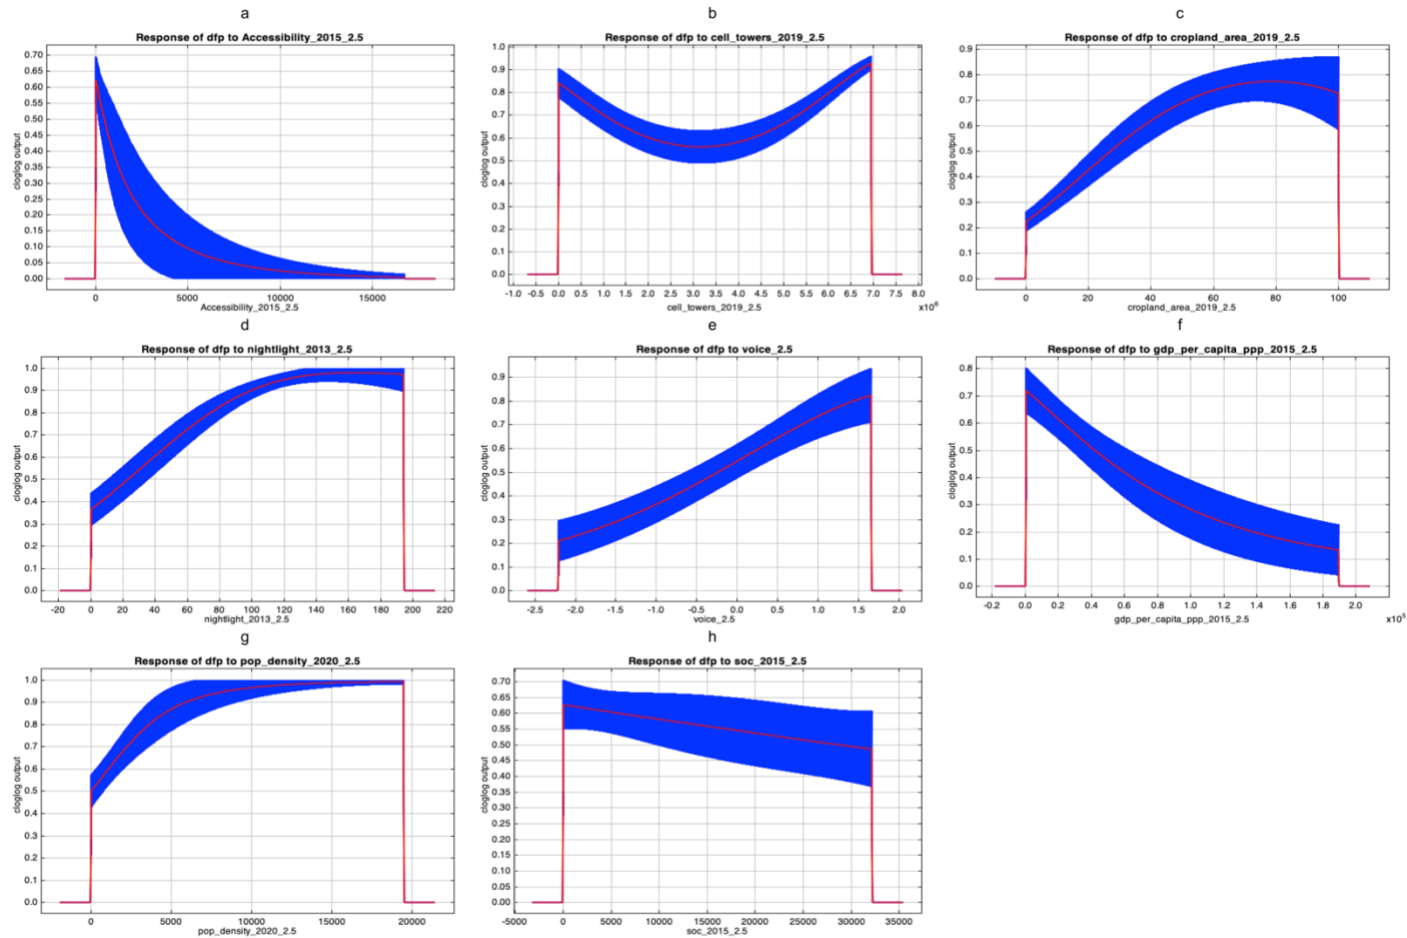 a
Response of dfp to Accessibility_2015_2.5
cloglog output
0.70
0.65
0.60
0.55
0.50
0.45
0.40
0.35
0.30
0.25
0.20
0.15
0.10
0.05
0.00
0 5000 10000 15000
Accessibility_2015_2.5
b
Response of dfp to cell_towers_2019_2.5
cloglog output
1.0
0.9
0.8
0.7
0.6
0.5
0.4
0.3
0.2
0.1
0.0
-1.0 -0.5 0.0 0.5 1.0 1.5 2.0 2.5 3.0 3.5 4.0 4.5 5.0 5.5 6.0 6.5 7.0 7.5 8.0
cell_towers_2019_2.5
x10⁶
c
Response of dfp to cropland_area_2019_2.5
cloglog output
0.9
0.8
0.7
0.6
0.5
0.4
0.3
0.2
0.1
0.0
0 20 40 60 80 100
cropland_area_2019_2.5
d
Response of dfp to nightlight_2013_2.5
cloglog output
1.0
0.9
0.8
0.7
0.6
0.5
0.4
0.3
0.2
0.1
0.0
-20 0 20 40 60 80 100 120 140 160 180 200 220
nightlight_2013_2.5
e
Response of dfp to voice_2.5
cloglog output
0.9
0.8
0.7
0.6
0.5
0.4
0.3
0.2
0.1
0.0
-2.5 -2.0 -1.5 -1.0 -0.5 0.0 0.5 1.0 1.5 2.0
voice_2.5
f
Response of dfp to gdp_per_capita_ppp_2015_2.5
cloglog output
0.8
0.7
0.6
0.5
0.4
0.3
0.2
0.1
0.0
-0.2 0.0 0.2 0.4 0.6 0.8 1.0 1.2 1.4 1.6 1.8 2.0
gdp_per_capita_ppp_2015_2.5
x10⁵
g
Response of dfp to pop_density_2020_2.5
cloglog output
1.0
0.9
0.8
0.7
0.6
0.5
0.4
0.3
0.2
0.1
0.0
0 5000 10000 15000 20000
pop_density_2020_2.5
h
Response of dfp to soc_2015_2.5
cloglog output
0.70
0.65
0.60
0.55
0.50
0.45
0.40
0.35
0.30
0.25
0.20
0.15
0.10
0.05
0.00
-5000 0 5000 10000 15000 20000 25000 30000 35000
soc_2015_2.5